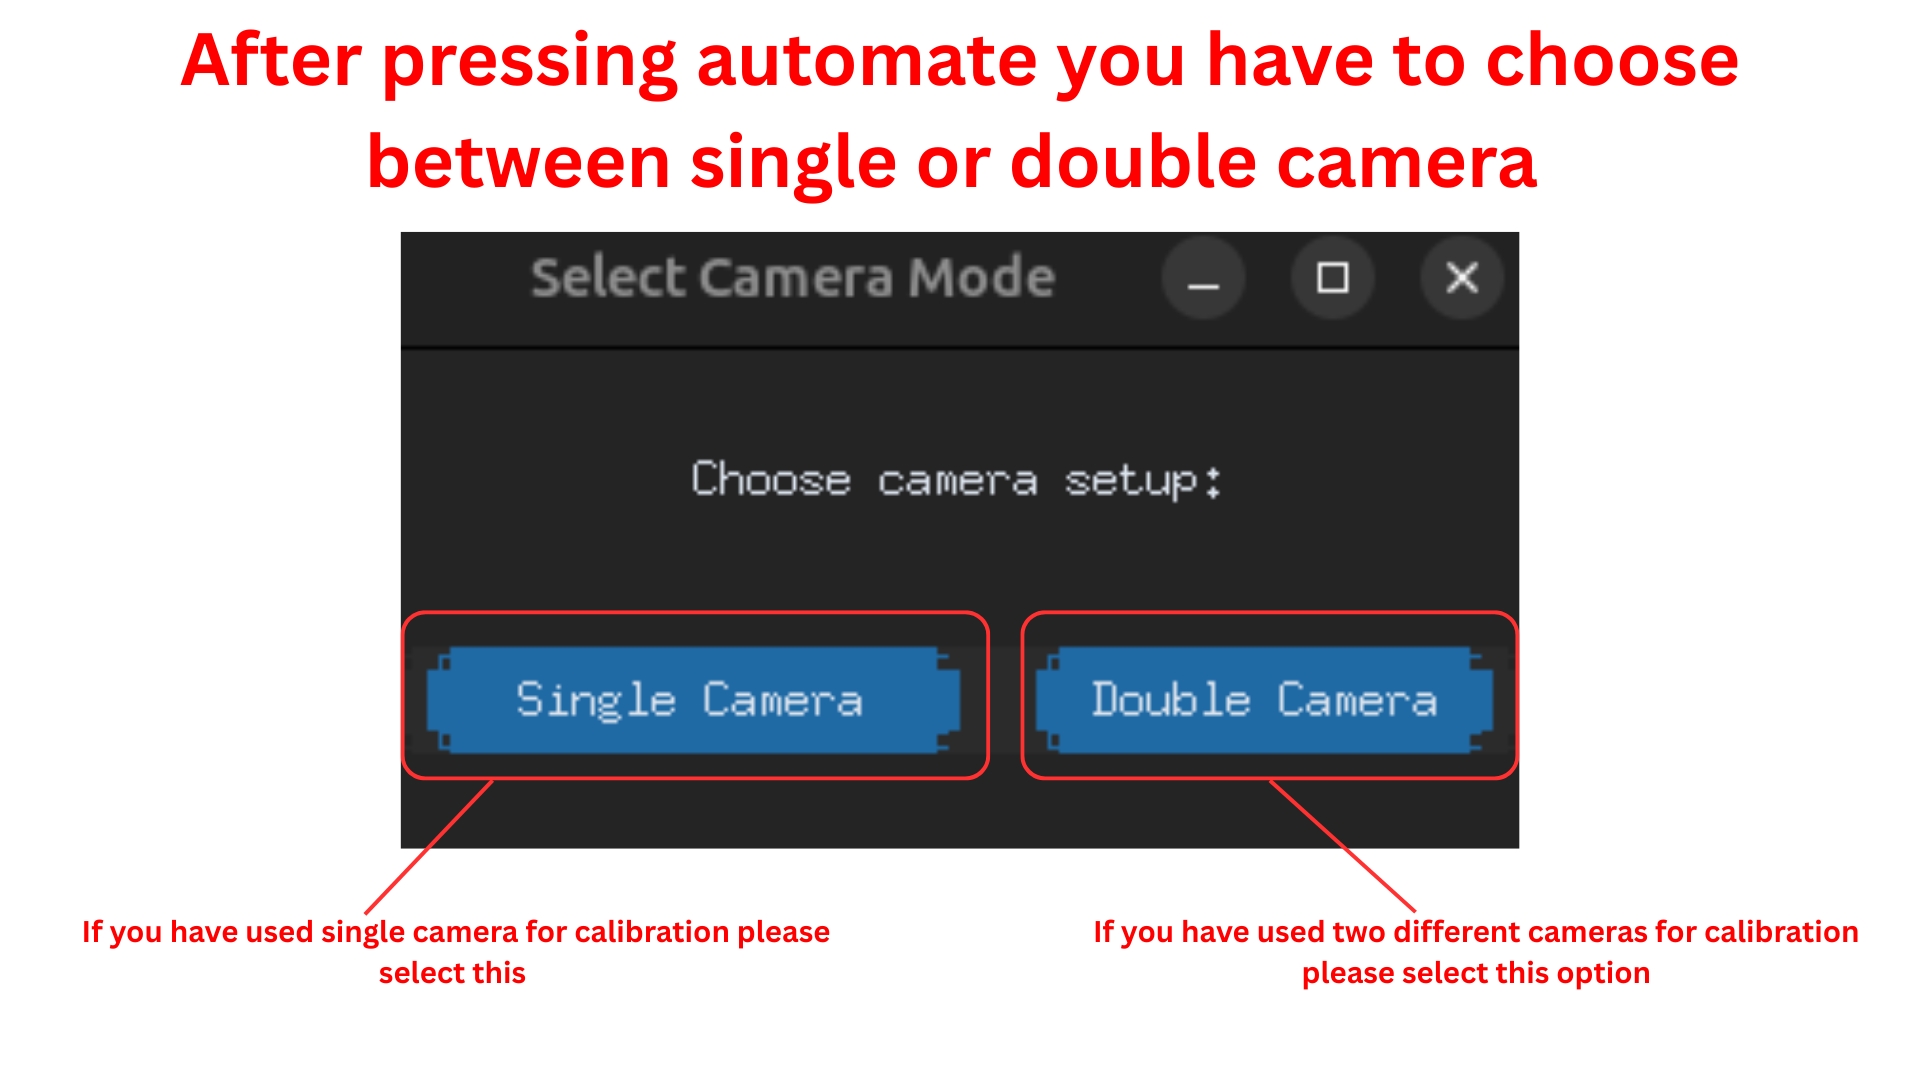 After pressing automate you have to choose
between single or double camera
Select Camera Mode
Choose camera setup:
Single Camera
Double Camera
If you have used single camera for calibration please
select this
If you have used two different cameras for calibration
please select this option